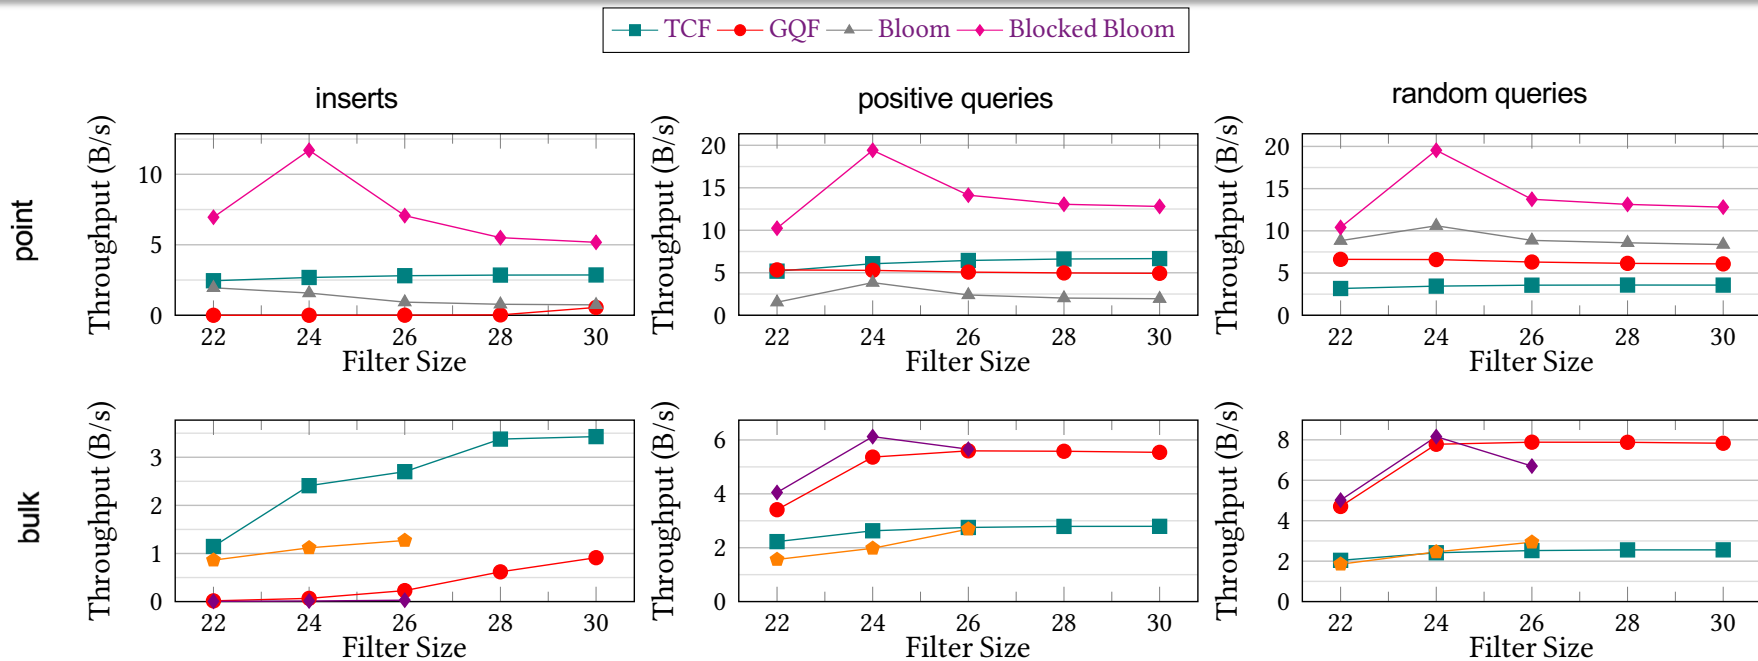 TCF GQF Bloom Blocked Bloom
inserts
positive queries
random queries
point
Throughput (B/s)
10
5
0
22 24 26 28 30
Filter Size
Throughput (B/s)
20
15
10
5
0
22 24 26 28 30
Filter Size
Throughput (B/s)
20
15
10
5
0
22 24 26 28 30
Filter Size
bulk
Throughput (B/s)
3
2
1
0
22 24 26 28 30
Filter Size
Throughput (B/s)
6
4
2
0
22 24 26 28 30
Filter Size
Throughput (B/s)
8
6
4
2
0
22 24 26 28 30
Filter Size